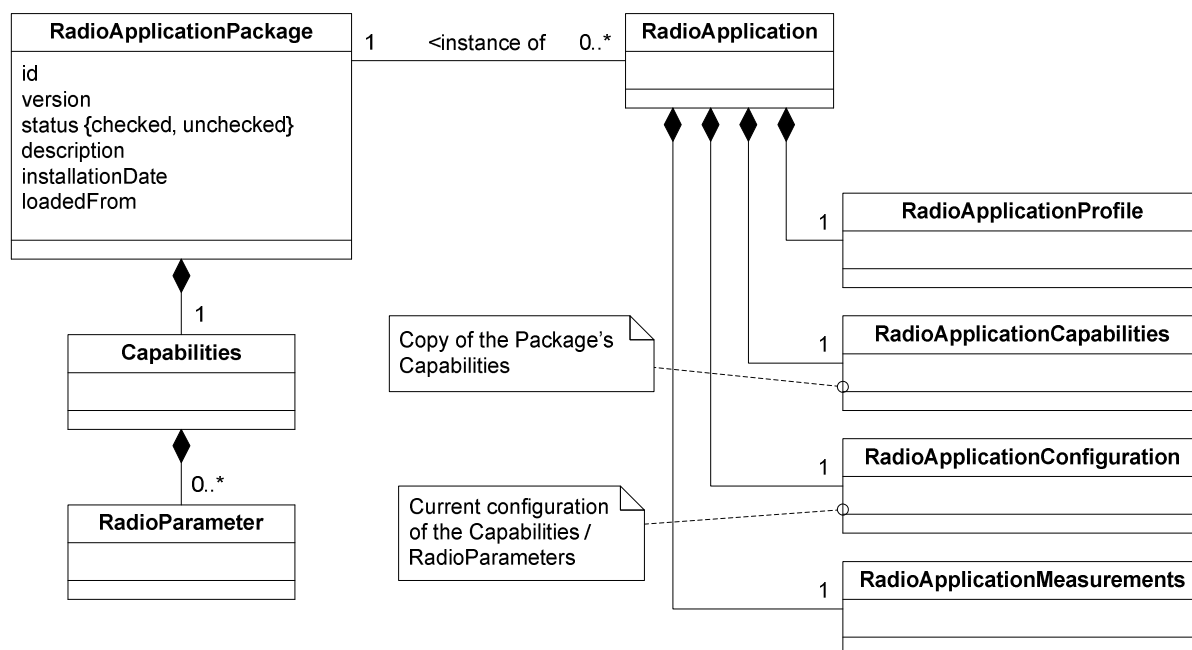 RadioApplicationPackage
id
version
status {checked, unchecked}
description
installationDate
loadedFrom
1 <instance of 0..*
RadioApplication
1
RadioApplicationProfile
1
Capabilities
Copy of the Package's
Capabilities
1
RadioApplicationCapabilities
0..*
RadioParameter
Current configuration
of the Capabilities /
RadioParameters
1
RadioApplicationConfiguration
1
RadioApplicationMeasurements